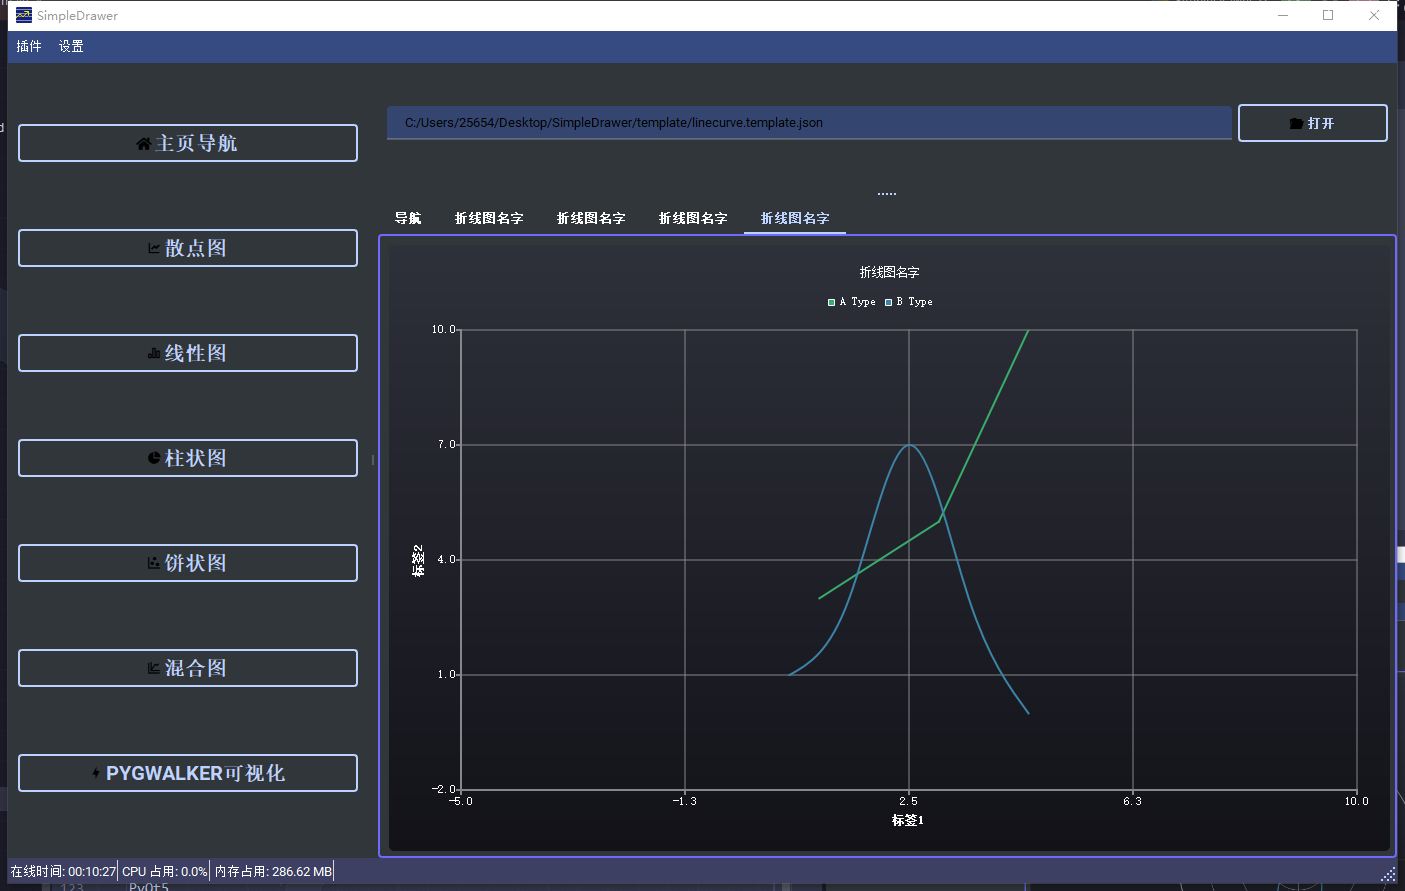 SimpleDrawer
插件 设置
C:/Users/25654/Desktop/SimpleDrawer/template/linecurve.template.json
打开
主页导航
散点图
线性图
柱状图
饼状图
混合图
PYGWALKER可视化
导航 折线图名字 折线图名字 折线图名字 折线图名字
折线图名字
A Type B Type
10.0
7.0
4.0
1.0
-2.0
标签2
-5.0 -1.3 2.5 6.3 10.0
标签1
在线时间: 00:10:27 CPU 占用: 0.0% 内存占用: 286.62 MB
123 PyQt5